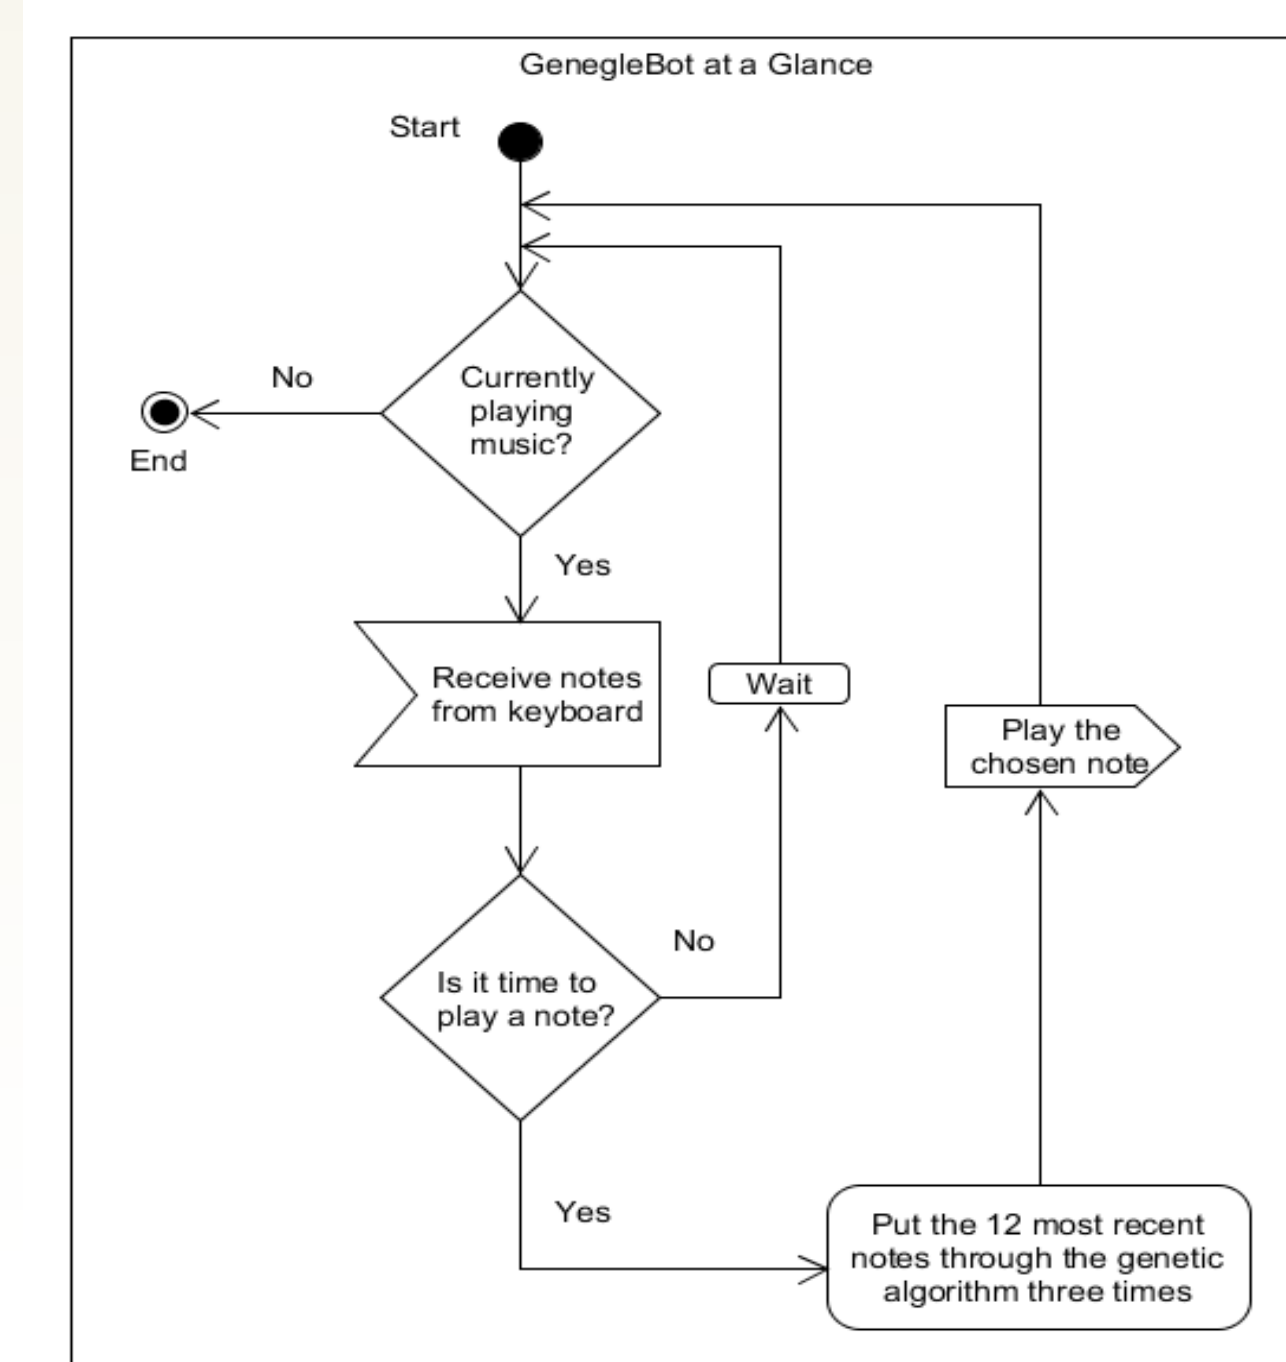 GenegleBot at a Glance
Start
No
Currently
playing
music?
End
Yes
Receive notes
from keyboard
Wait
Play the
chosen note
No
Is it time to
play a note?
Yes
Put the 12 most recent
notes through the genetic
algorithm three times